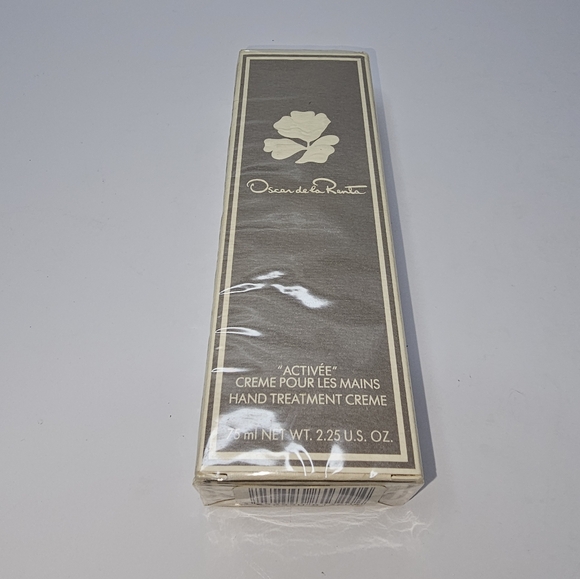 Oscar de la Renta
"ACTIVÉE"
CREME POUR LES MAINS
HAND TREATMENT CREME
75 ml NET WT. 2.25 U.S. OZ.